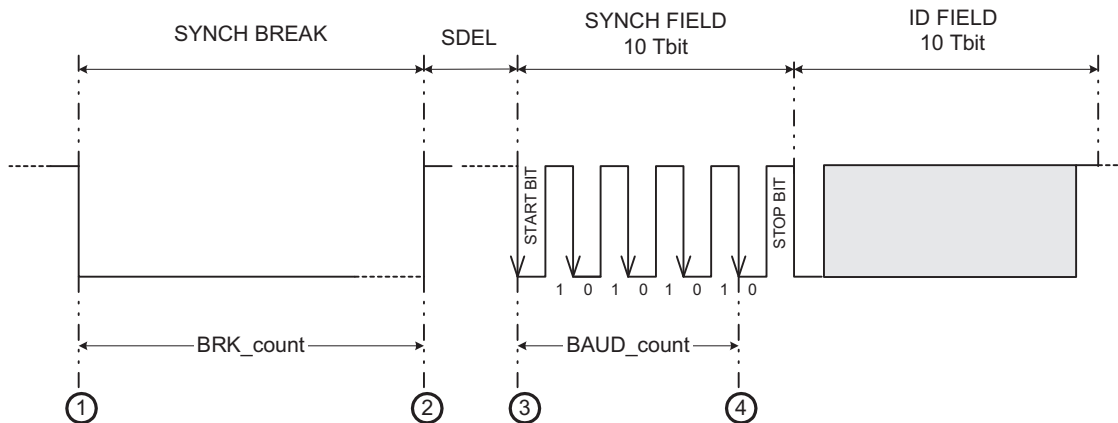 SYNCH BREAK
SDEL
SYNCH FIELD
10 Tbit
ID FIELD
10 Tbit
START BIT
STOP BIT
1 0 1 0 1 0 1 0
BRK_count
BAUD_count
1
2
3
4